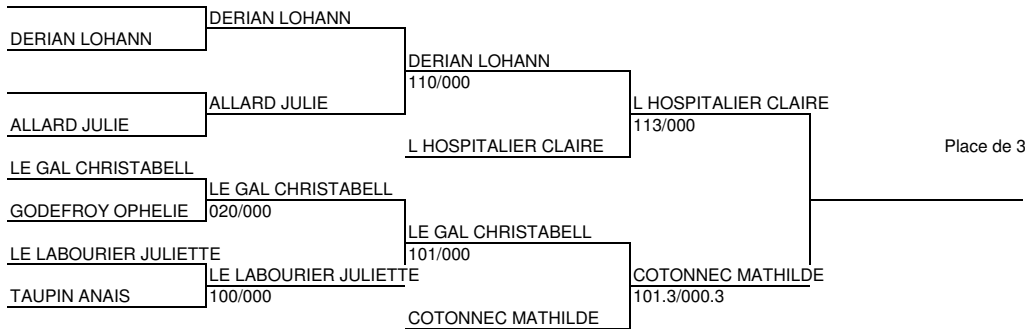 DERIAN LOHANN
DERIAN LOHANN
DERIAN LOHANN
110/000
ALLARD JULIE
L HOSPITALIER CLAIRE
113/000
ALLARD JULIE
L HOSPITALIER CLAIRE
Place de 3
LE GAL CHRISTABELL
LE GAL CHRISTABELL
GODEFROY OPHELIE
020/000
LE GAL CHRISTABELL
101/000
LE LABOURIER JULIETTE
LE LABOURIER JULIETTE
COTONNEC MATHILDE
TAUPIN ANAIS
100/000
101.3/000.3
COTONNEC MATHILDE